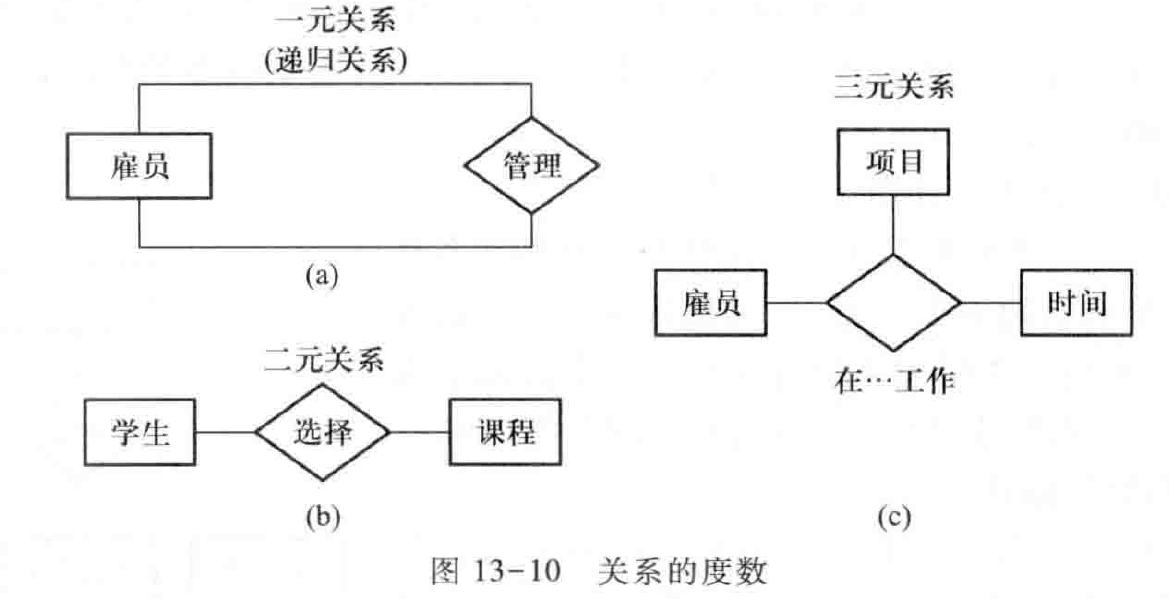 一元关系
(递归关系)
雇员
管理
(a)
二元关系
学生
选择
课程
(b)
三元关系
项目
雇员
时间
在…工作
(c)
图 13-10 关系的度数